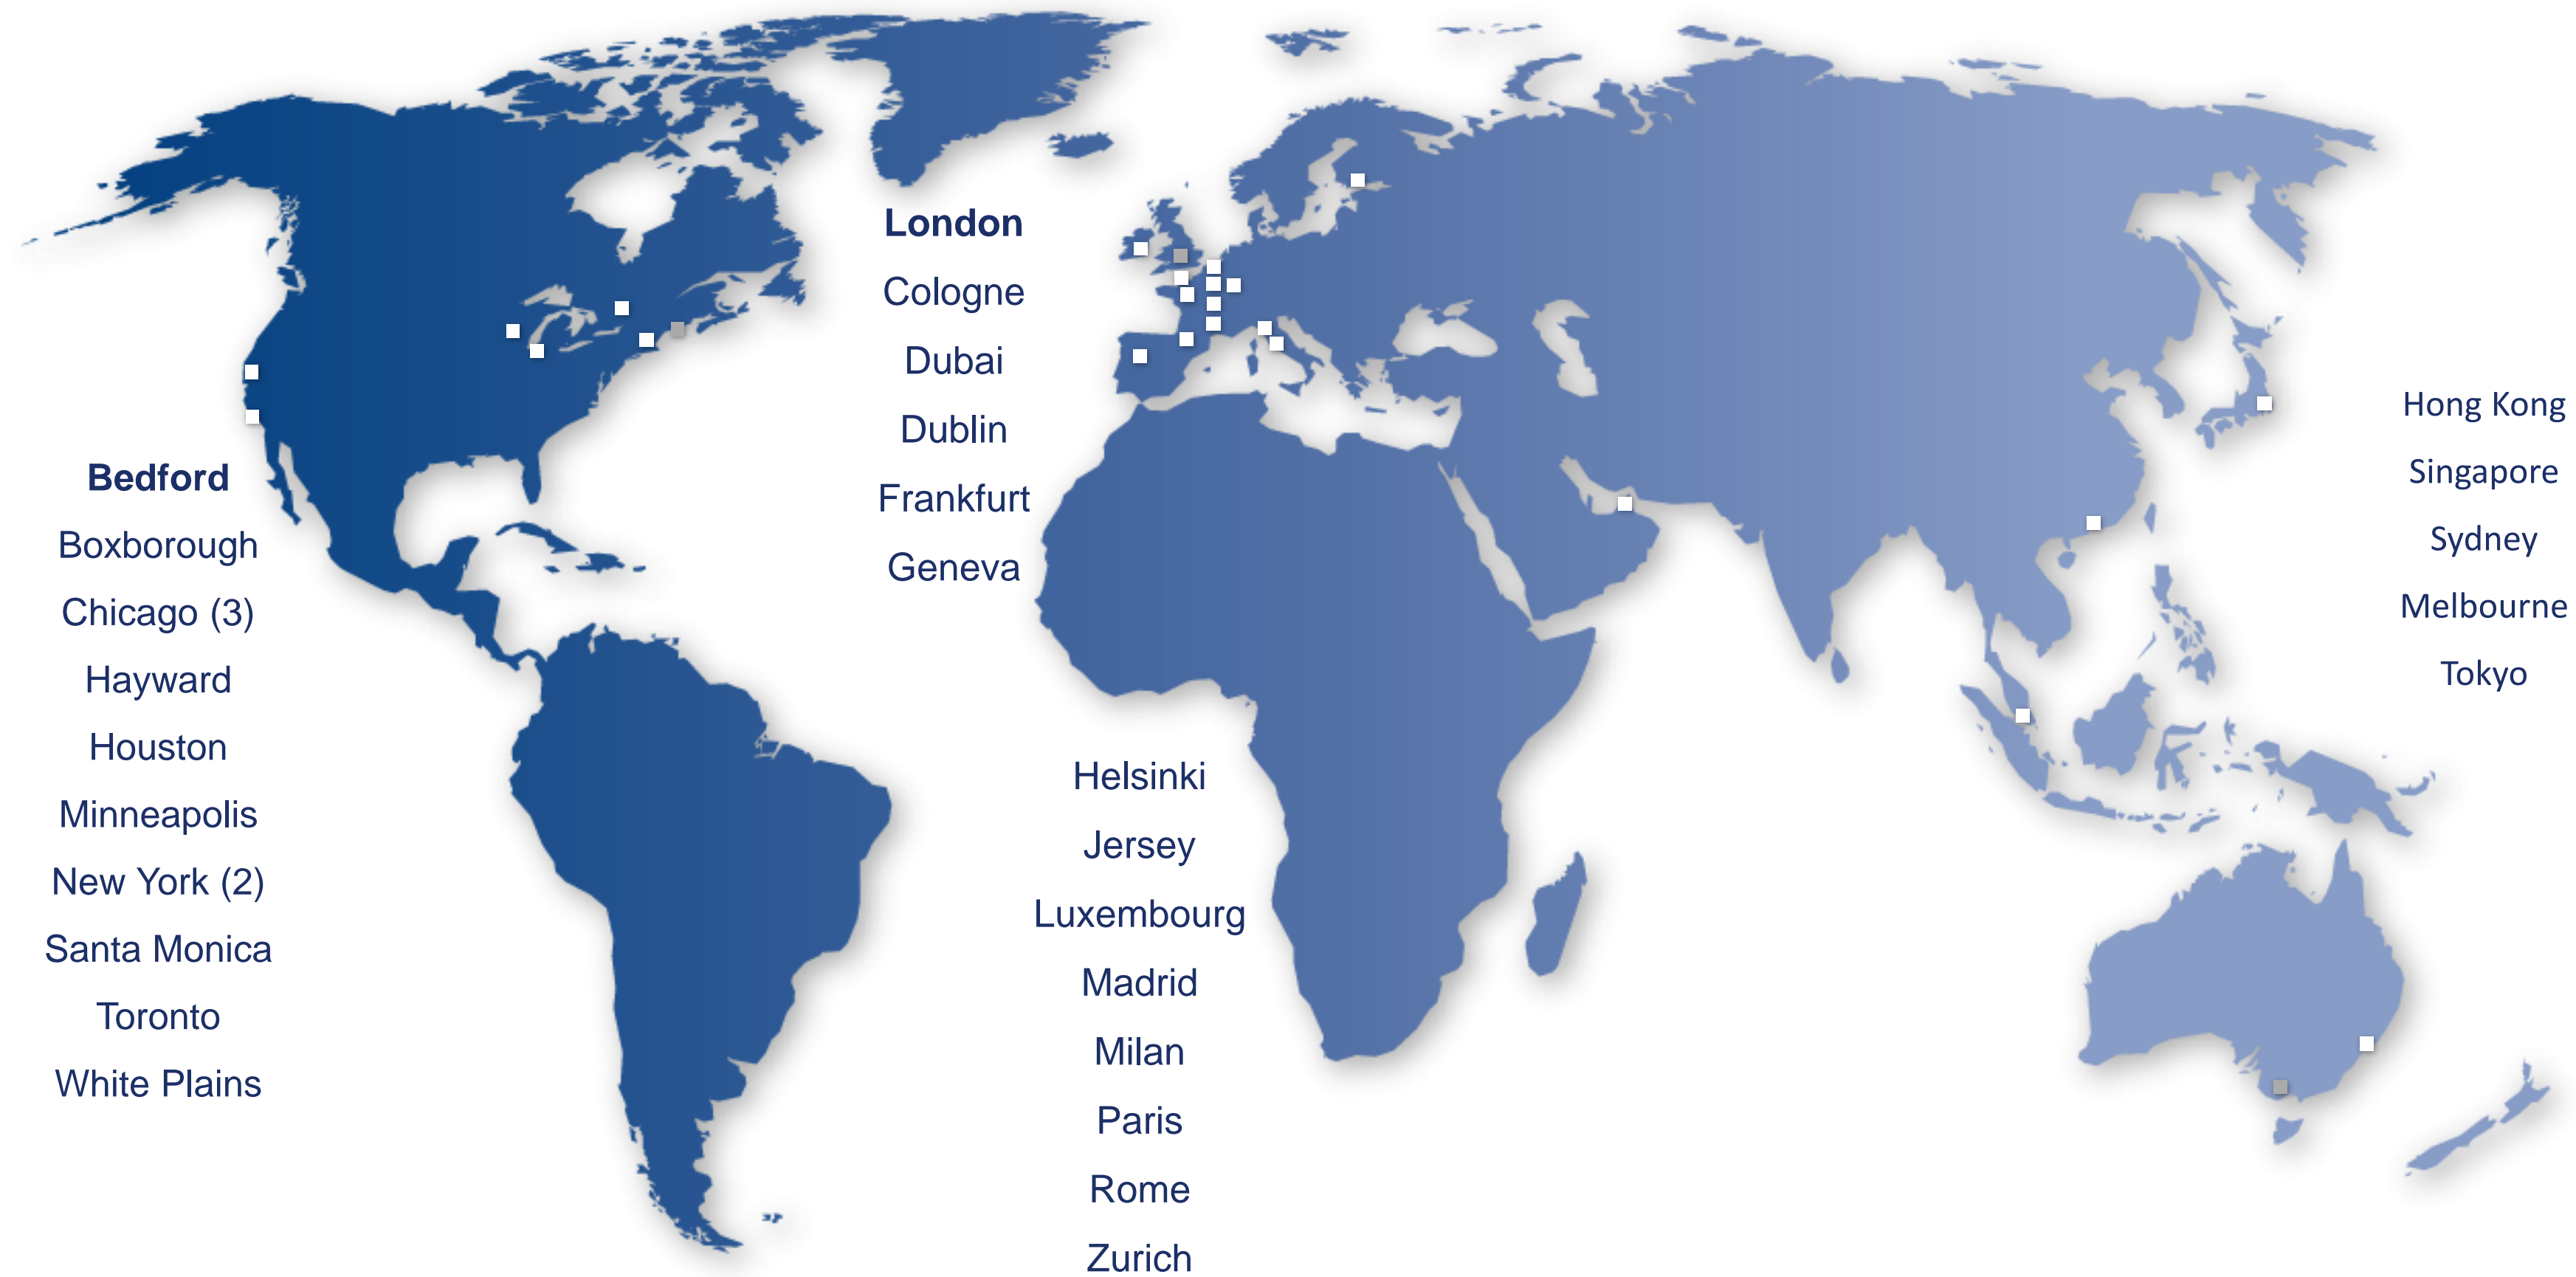 Bedford
Boxborough
Chicago (3)
Hayward
Houston
Minneapolis
New York (2)
Santa Monica
Toronto
White Plains
London
Cologne
Dubai
Dublin
Frankfurt
Geneva
Helsinki
Jersey
Luxembourg
Madrid
Milan
Paris
Rome
Zurich
Hong Kong
Singapore
Sydney
Melbourne
Tokyo